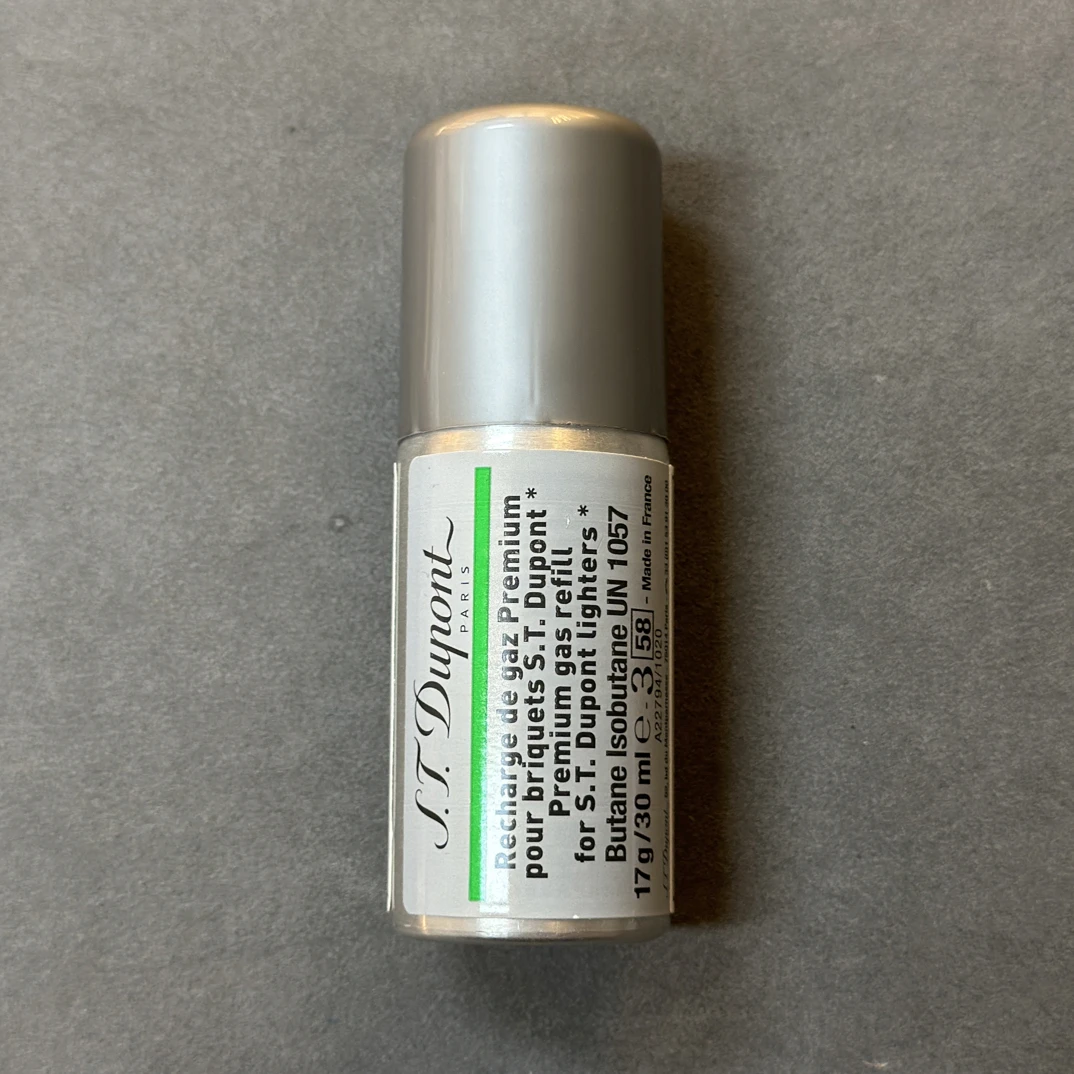 S.T. Dupont
PARIS
Recharge de gaz Premium
pour briquets S.T. Dupont *
Premium gas refill
for S.T. Dupont lighters *
Butane Isobutane UN 1057
17g/30 ml e - 3 58 - Made in France
A22794/1020